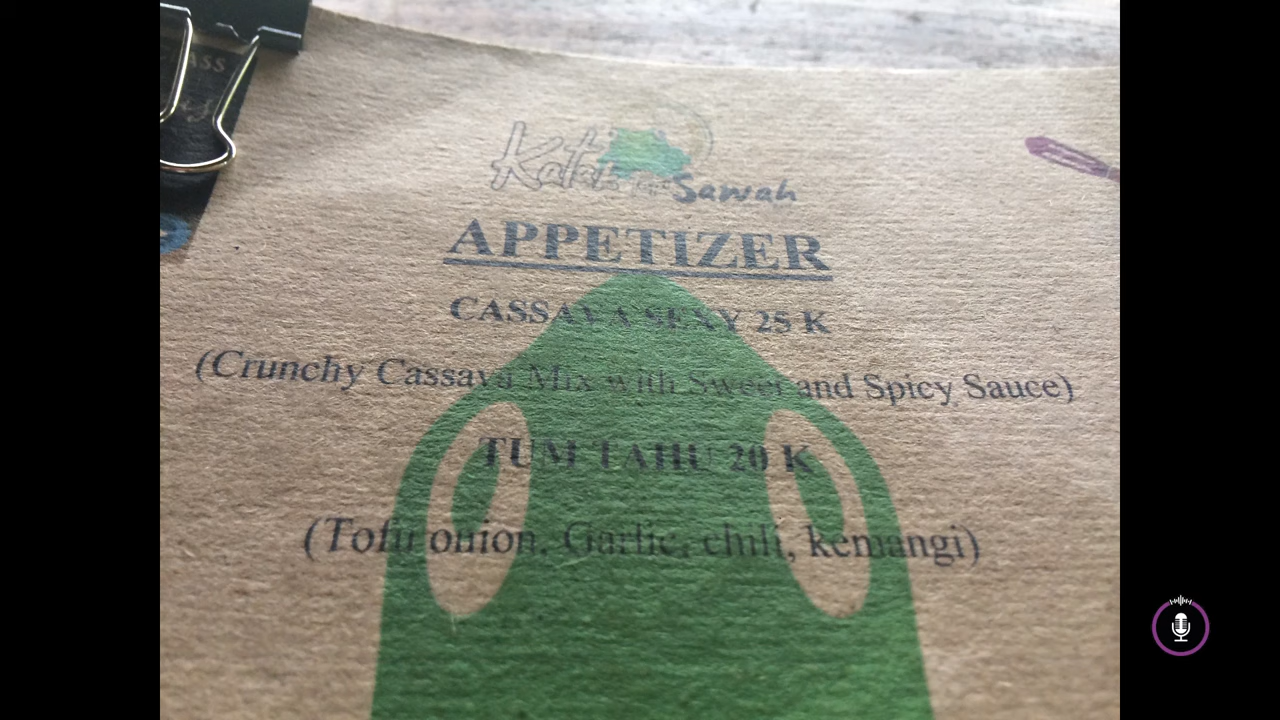 Katak Sawah
APPETIZER
CASSAVA SEXY 25 K
(Crunchy Cassava Mix with Sweet and Spicy Sauce)
TUM TAHU 20 K
(Tofu onion. Garlic, chili, kemangi)